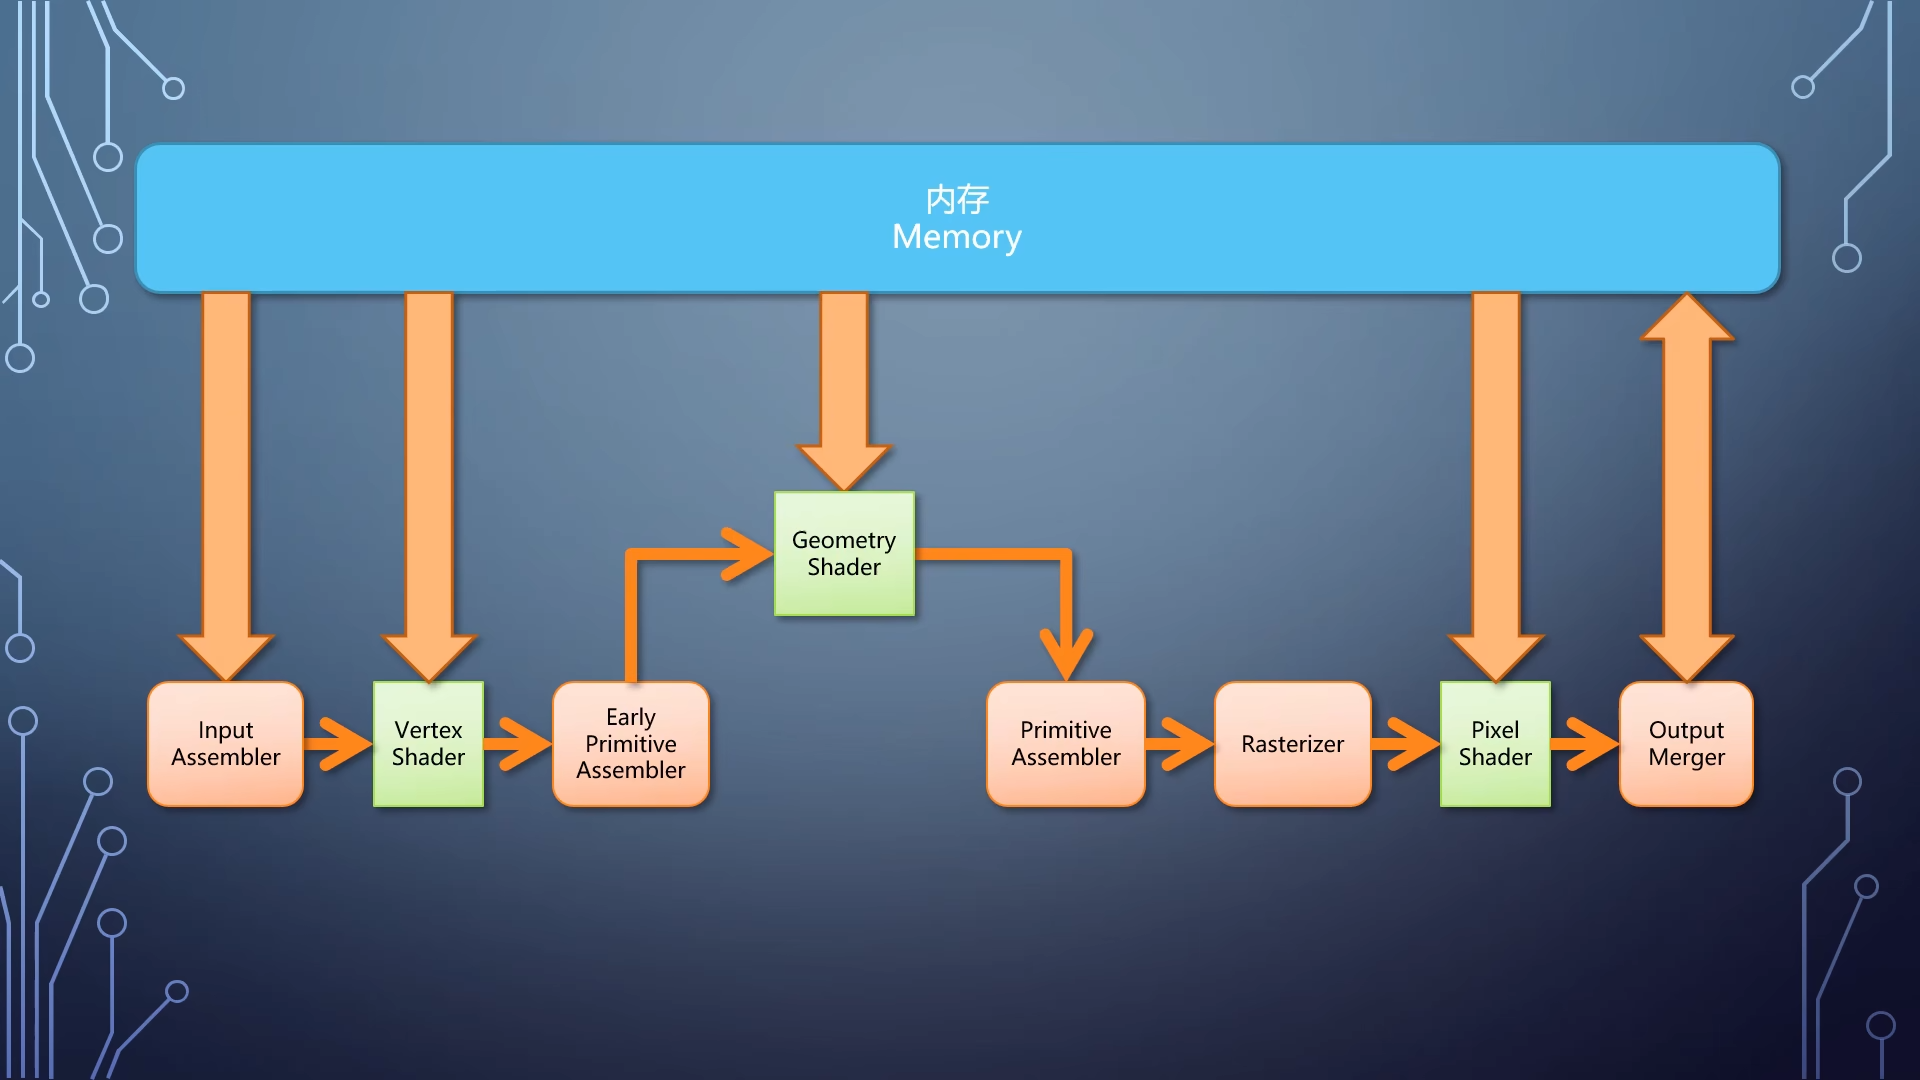 内存
Memory
Geometry
Shader
Input
Assembler
Vertex
Shader
Early
Primitive
Assembler
Primitive
Assembler
Rasterizer
Pixel
Shader
Output
Merger